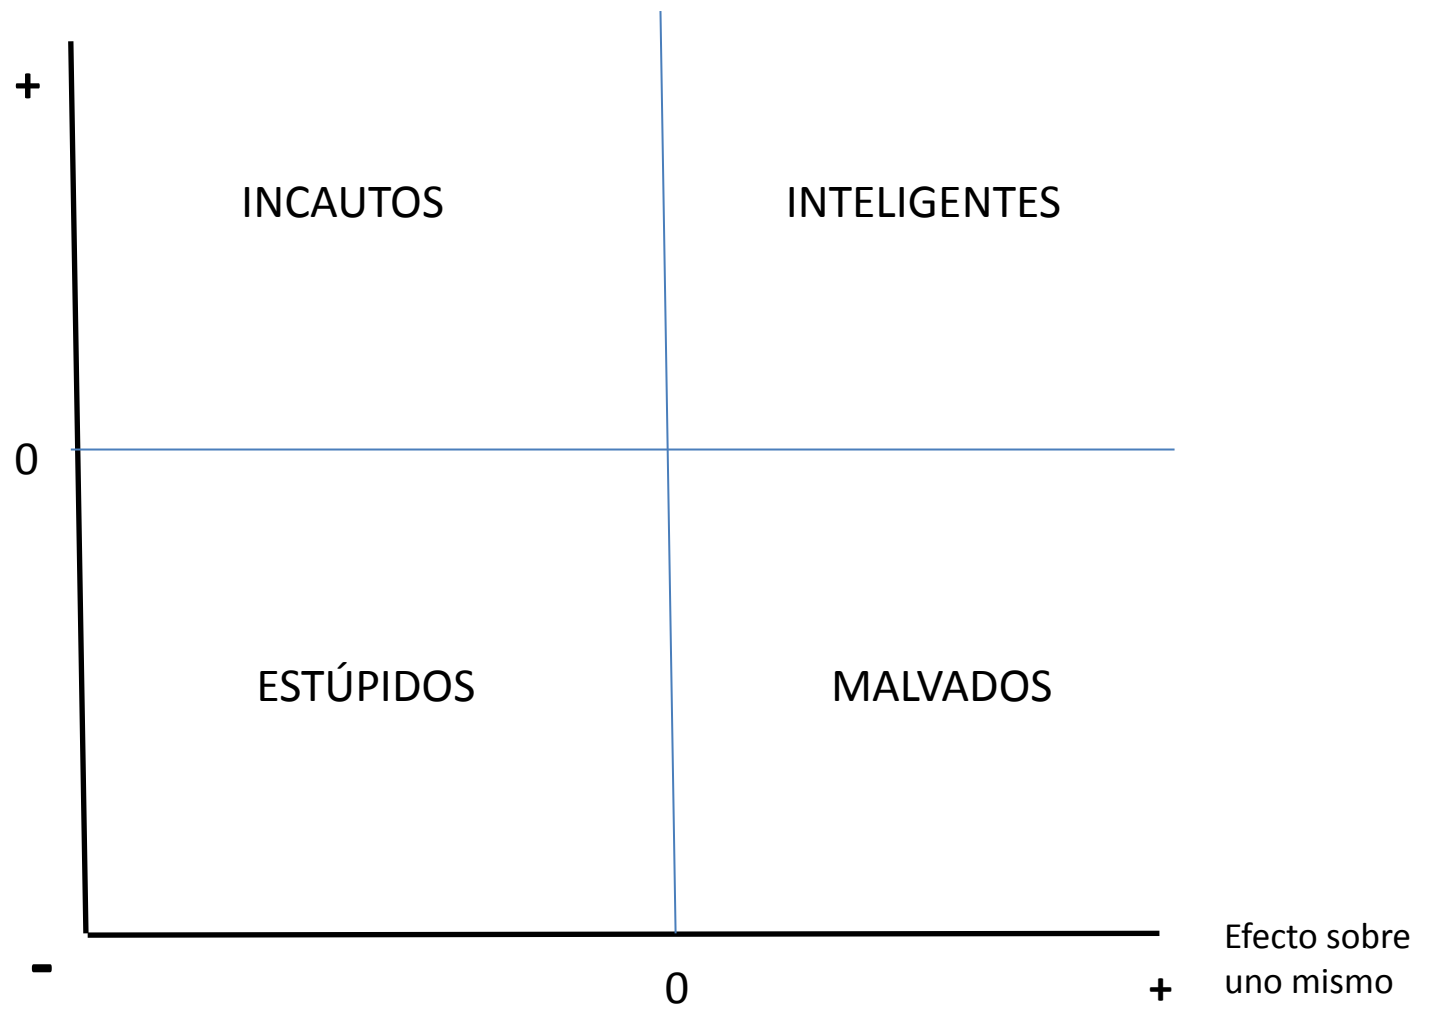 +
INCAUTOS
INTELIGENTES
0
ESTÚPIDOS
MALVADOS
Efecto sobre
uno mismo
-
0
+